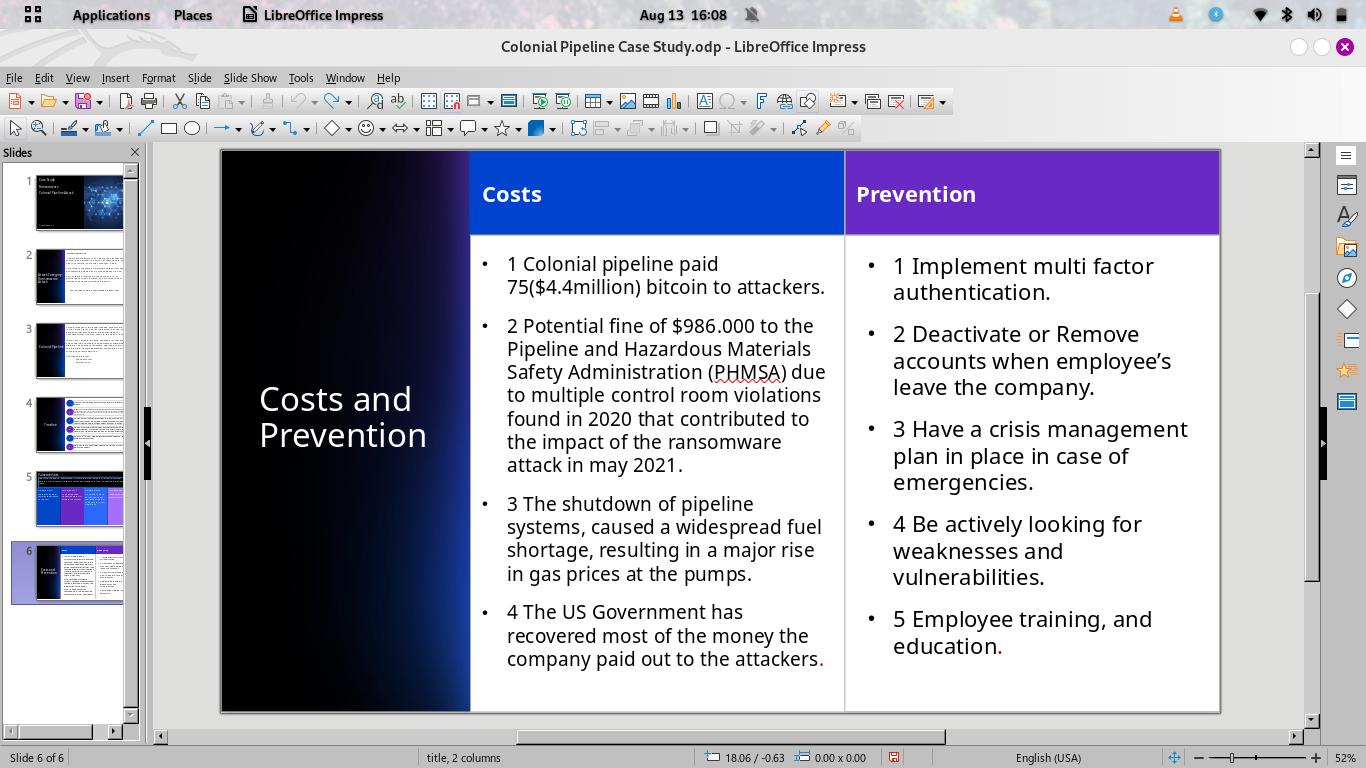 Applications Places LibreOffice Impress Aug 13 16:08
Colonial Pipeline Case Study.odp - LibreOffice Impress
File Edit View Insert Format Slide Slide Show Tools Window Help
Slides
1
2
3
4
5
6
Costs and
Prevention
Costs
• 1 Colonial pipeline paid
75($4.4million) bitcoin to attackers.
• 2 Potential fine of $986.000 to the
Pipeline and Hazardous Materials
Safety Administration (PHMSA) due
to multiple control room violations
found in 2020 that contributed to
the impact of the ransomware
attack in may 2021.
• 3 The shutdown of pipeline
systems, caused a widespread fuel
shortage, resulting in a major rise
in gas prices at the pumps.
• 4 The US Government has
recovered most of the money the
company paid out to the attackers.
Prevention
• 1 Implement multi factor
authentication.
• 2 Deactivate or Remove
accounts when employee’s
leave the company.
• 3 Have a crisis management
plan in place in case of
emergencies.
• 4 Be actively looking for
weaknesses and
vulnerabilities.
• 5 Employee training, and
education.
Slide 6 of 6 title, 2 columns 18.06 / -0.63 0.00 x 0.00 English (USA) 52%